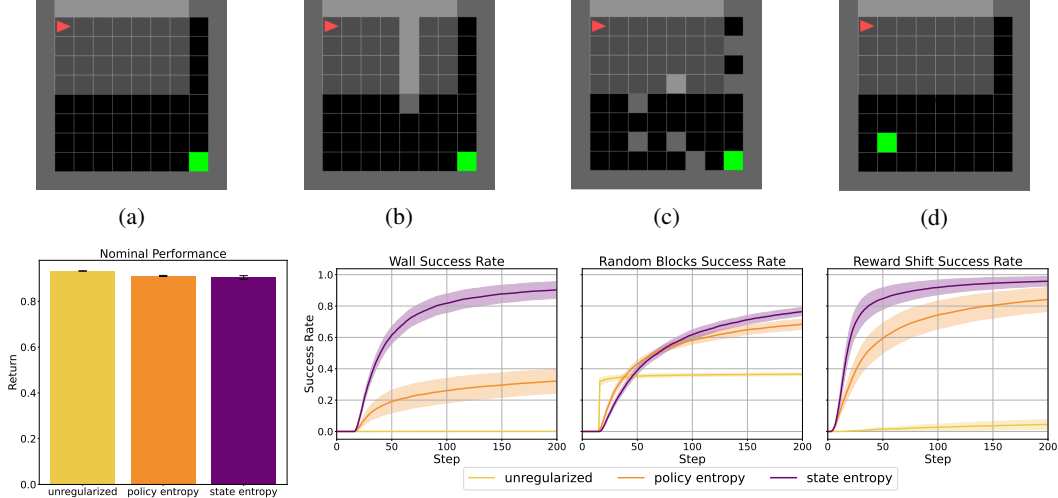 (a) (b) (c) (d)
Nominal Performance
Return
0.8
0.6
0.4
0.2
0.0
unregularized policy entropy state entropy
Wall Success Rate
Success Rate
1.0
0.8
0.6
0.4
0.2
0.0
0 50 100 150 200
Step
Random Blocks Success Rate
0 50 100 150 200
Step
Reward Shift Success Rate
0 50 100 150 200
Step
unregularized policy entropy state entropy